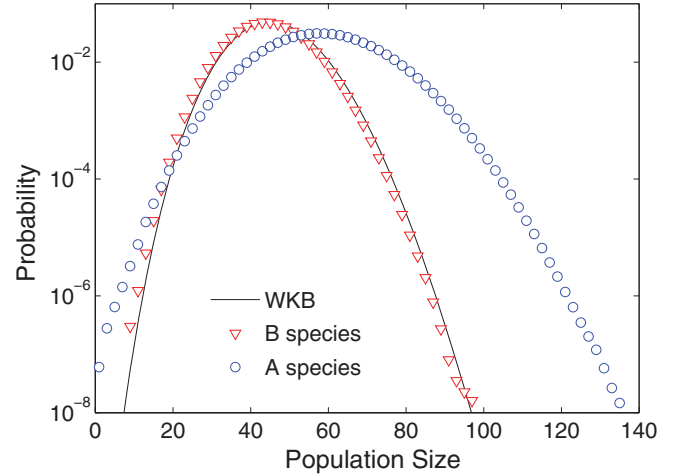 10⁻²
10⁻⁴
10⁻⁶
10⁻⁸
Probability
WKB
B species
A species
0 20 40 60 80 100 120 140
Population Size